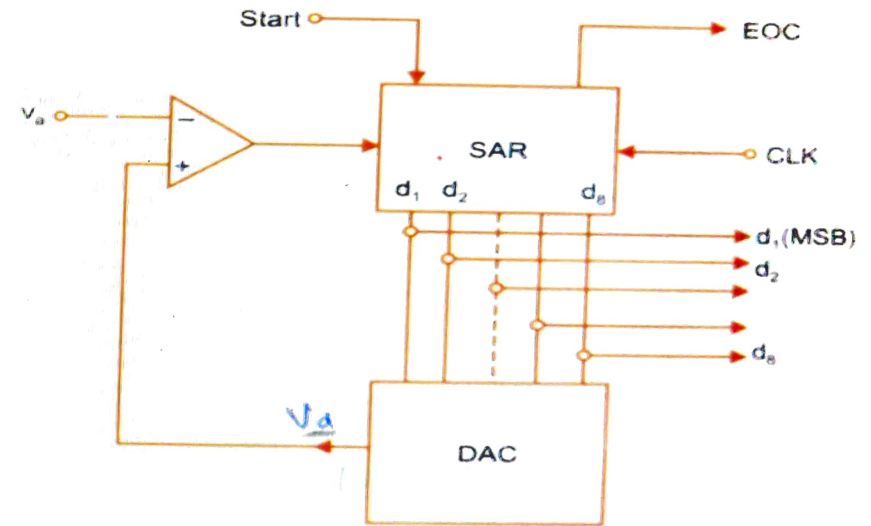 Start
EOC
vₐ
−
+
SAR
CLK
d₁ d₂ d₈
d₁(MSB)
d₂
d₈
Vd
DAC